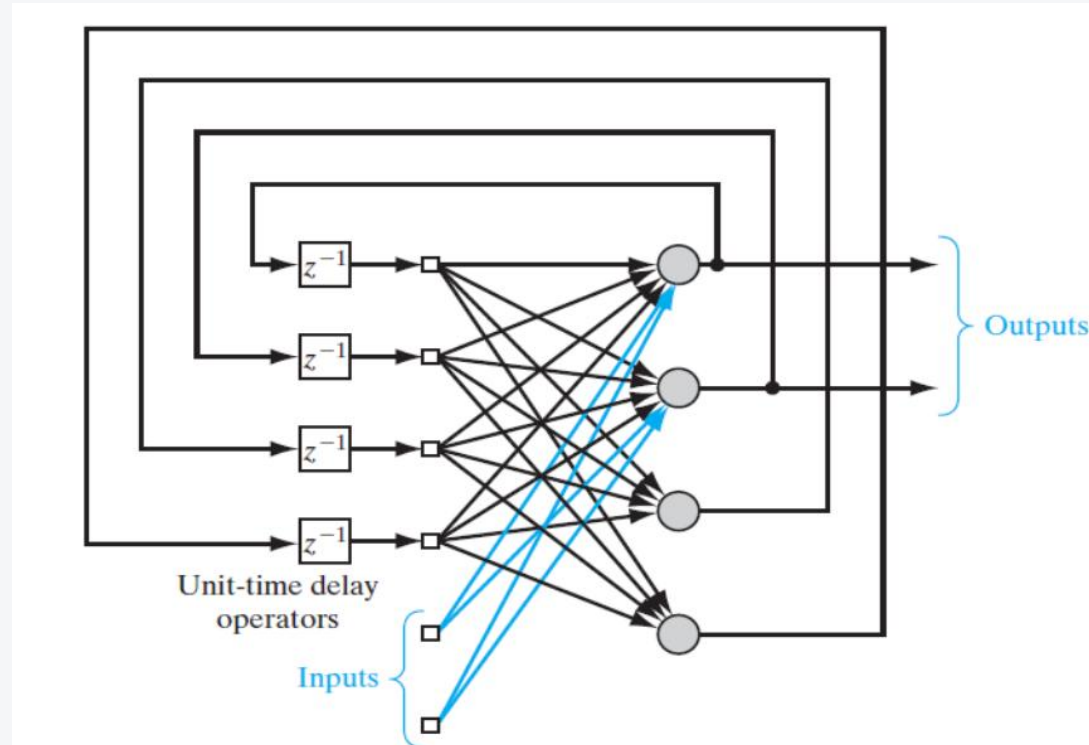 z⁻¹
z⁻¹
Outputs
z⁻¹
z⁻¹
Unit-time delay
operators
Inputs